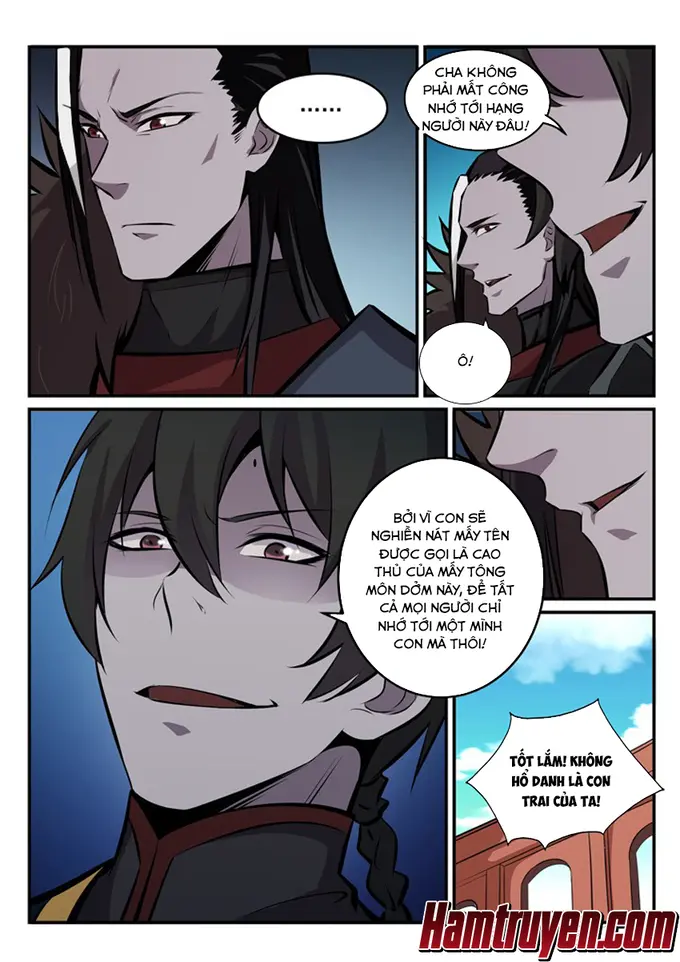 ......
CHA KHÔNG
PHẢI MẤT CÔNG
NHỚ TỚI HẠNG
NGƯỜI NÀY ĐÂU!
Ô!
BỞI VÌ CON SẼ
NGHIỀN NÁT MẤY TÊN
ĐƯỢC GỌI LÀ CAO
THỦ CỦA MẤY TÔNG
MÔN DỞM NÀY, ĐỂ TẤT
CẢ MỌI NGƯỜI CHỈ
NHỚ TỚI MỘT MÌNH
CON MÀ THÔI!
TỐT LẮM! KHÔNG
HỔ DANH LÀ CON
TRAI CỦA TA!
Hamtruyen.com